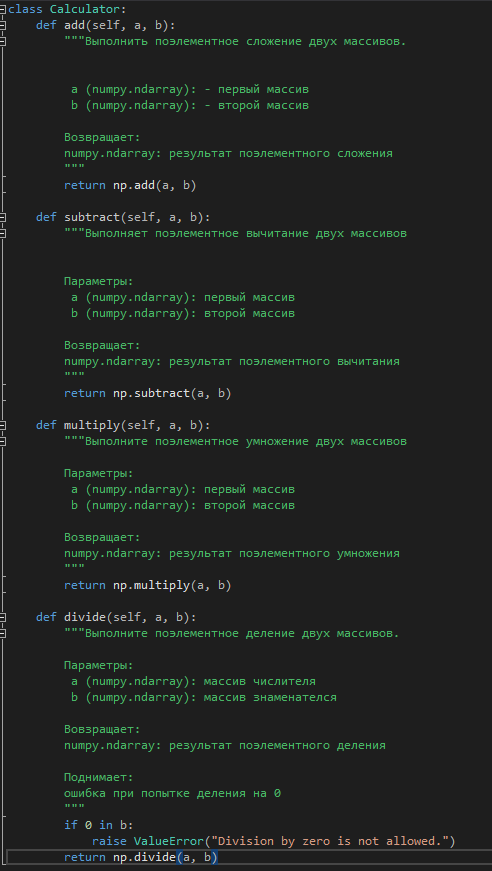 class Calculator:
def add(self, a, b):
"""Выполнить поэлементное сложение двух массивов.
a (numpy.ndarray): - первый массив
b (numpy.ndarray): - второй массив
Возвращает:
numpy.ndarray: результат поэлементного сложения
"""
return np.add(a, b)
def subtract(self, a, b):
"""Выполняет поэлементное вычитание двух массивов
Параметры:
a (numpy.ndarray): первый массив
b (numpy.ndarray): второй массив
Возвращает:
numpy.ndarray: результат поэлементного вычитания
"""
return np.subtract(a, b)
def multiply(self, a, b):
"""Выполните поэлементное умножение двух массивов
Параметры:
a (numpy.ndarray): первый массив
b (numpy.ndarray): второй массив
Возвращает:
numpy.ndarray: результат поэлементного умножения
"""
return np.multiply(a, b)
def divide(self, a, b):
"""Выполните поэлементное деление двух массивов.
Параметры:
a (numpy.ndarray): массив числителя
b (numpy.ndarray): массив знаменателся
Вовзращает:
numpy.ndarray: результат поэлементного деления
Поднимает:
ошибка при попытке деления на 0
"""
if 0 in b:
raise ValueError("Division by zero is not allowed.")
return np.divide(a, b)